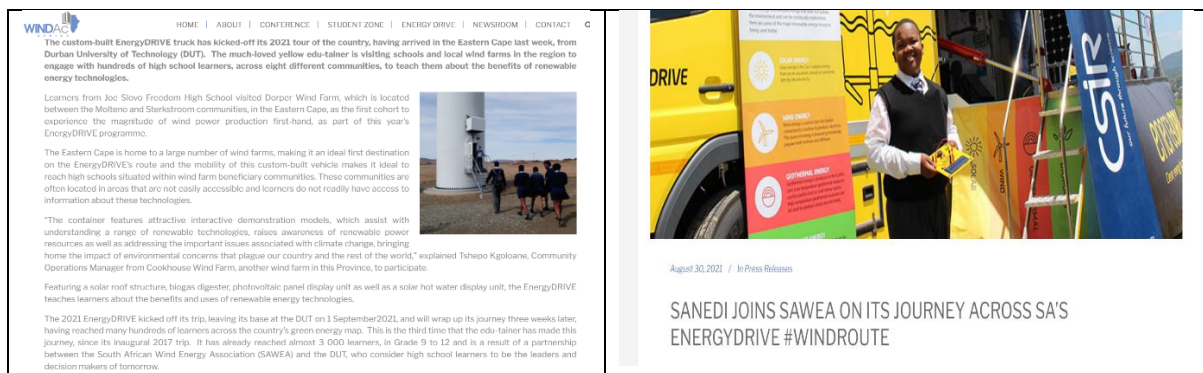 WINDAC
AFRICA
HOME | ABOUT | CONFERENCE | STUDENT ZONE | ENERGY DRIVE | NEWSROOM | CONTACT
The custom-built EnergyDRIVE truck has kicked-off its 2021 tour of the country, having arrived in the Eastern Cape last week, from
Durban University of Technology (DUT). The much-loved yellow edu-tainer is visiting schools and local wind farms in the region to
engage with hundreds of high school learners, across eight different communities, to teach them about the benefits of renewable
energy technologies.
Learners from Joe Slovo Freedom High School visited Dorper Wind Farm, which is located
between the Molteno and Sterkstroom communities, in the Eastern Cape, as the first cohort to
experience the magnitude of wind power production first-hand, as part of this year's
EnergyDRIVE programme.
The Eastern Cape is home to a large number of wind farms, making it an ideal first destination
on the EnergyDRIVE's route and the mobility of this custom-built vehicle makes it ideal to
reach high schools situated within wind farm beneficiary communities. These communities are
often located in areas that are not easily accessible and learners do not readily have access to
information about these technologies.
"The container features attractive interactive demonstration models, which assist with
understanding a range of renewable technologies, raises awareness of renewable power
resources as well as addressing the important issues associated with climate change, bringing
home the impact of environmental concerns that plague our country and the rest of the world," explained Tshepo Kgoloane, Community
Operations Manager from Cookhouse Wind Farm, another wind farm in this Province, to participate.
Featuring a solar roof structure, biogas digester, photovoltaic panel display unit as well as a solar hot water display unit, the EnergyDRIVE
teaches learners about the benefits and uses of renewable energy technologies.
The 2021 EnergyDRIVE kicked off its trip, leaving its base at the DUT on 1 September2021, and will wrap up its journey three weeks later,
having reached many hundreds of learners across the country's green energy map. This is the third time that the edu-tainer has made this
journey, since its inaugural 2017 trip. It has already reached almost 3 000 learners, in Grade 9 to 12 and is a result of a partnership
between the South African Wind Energy Association (SAWEA) and the DUT, who consider high school learners to be the leaders and
decision makers of tomorrow.
DRIVE
SOLAR ENERGY
WIND ENERGY
GEOTHERMAL ENERGY
SOLAR
WIND
CSIR
our future through science
August 30, 2021 / In Press Releases
SANEDI JOINS SAWEA ON ITS JOURNEY ACROSS SA'S
ENERGYDRIVE #WINDROUTE